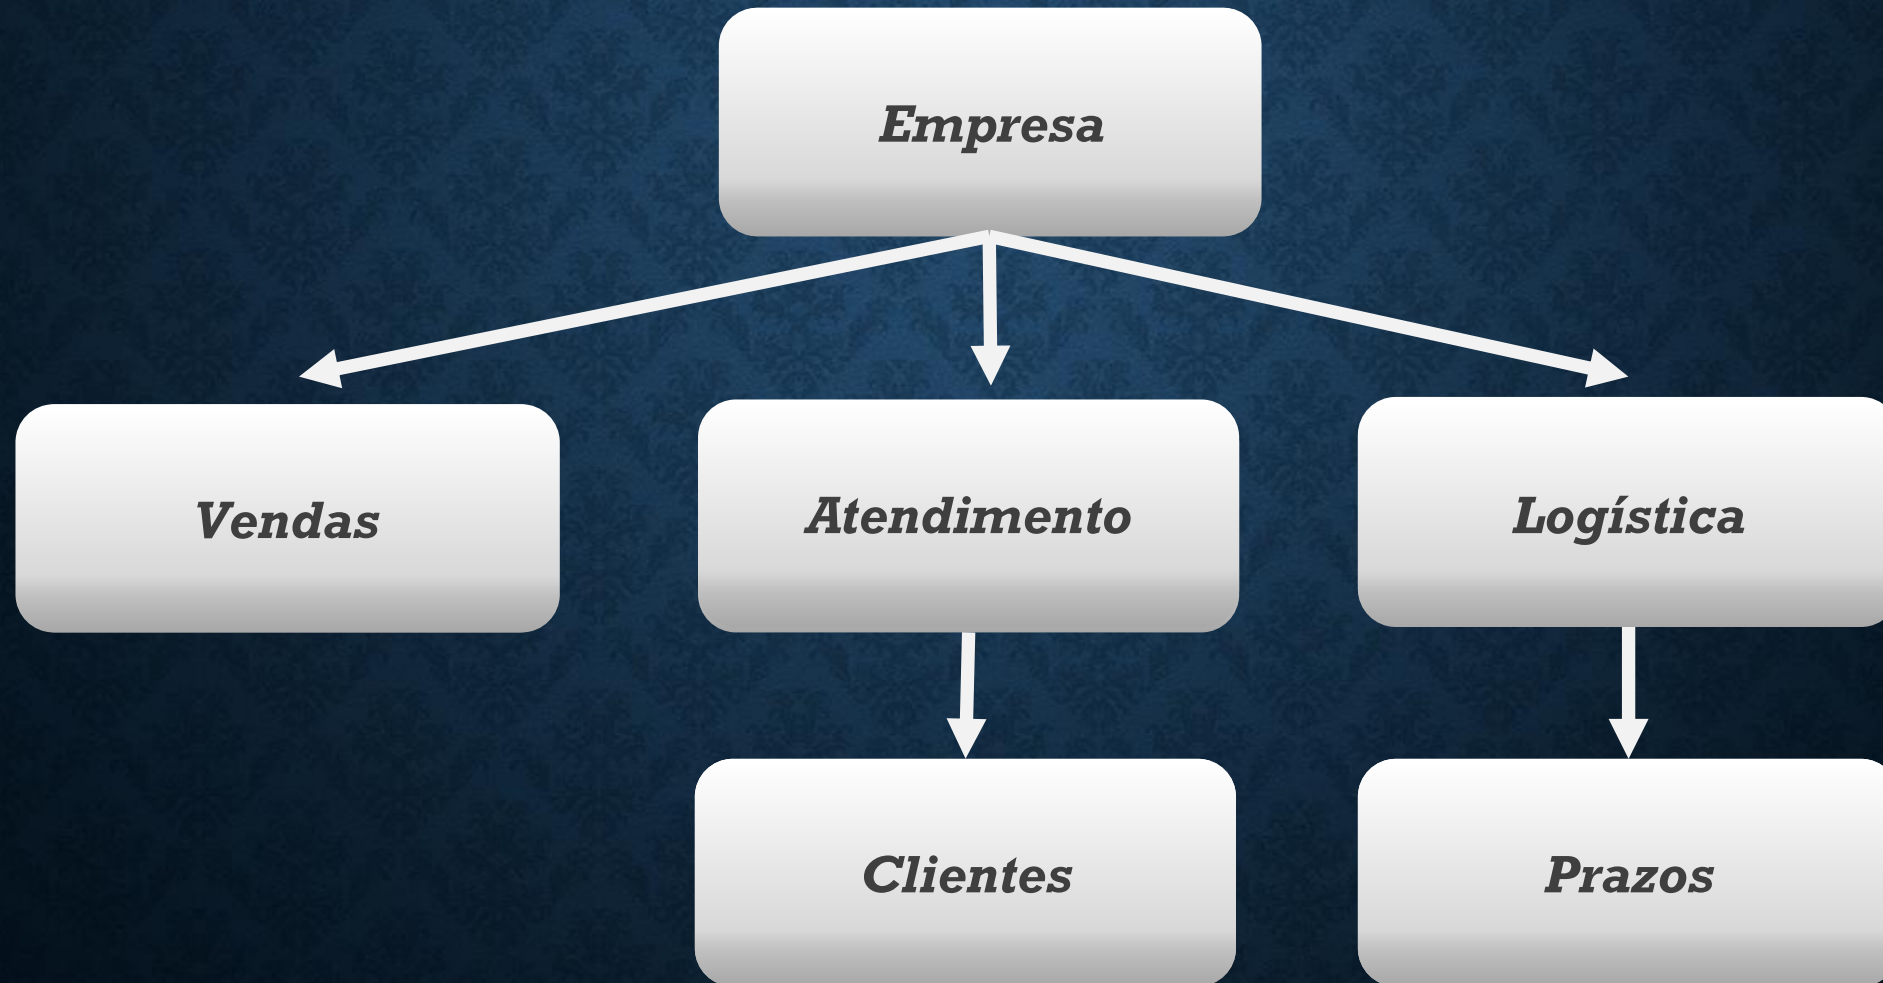 Empresa
Vendas
Atendimento
Logística
Clientes
Prazos